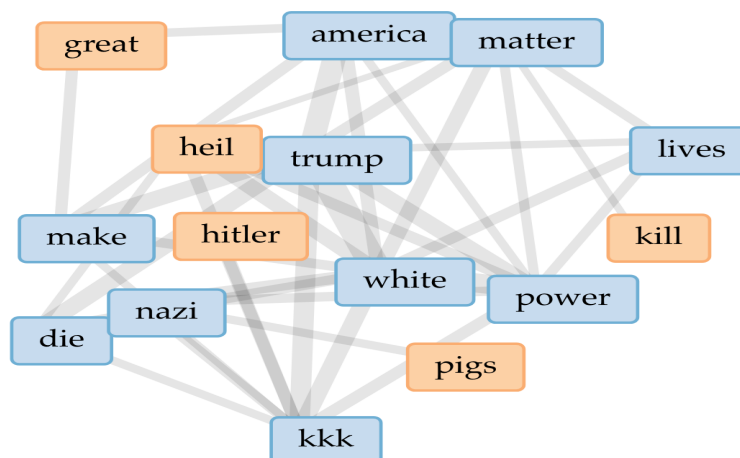 great
america
matter
heil
trump
lives
make
hitler
kill
white
power
nazi
die
pigs
kkk